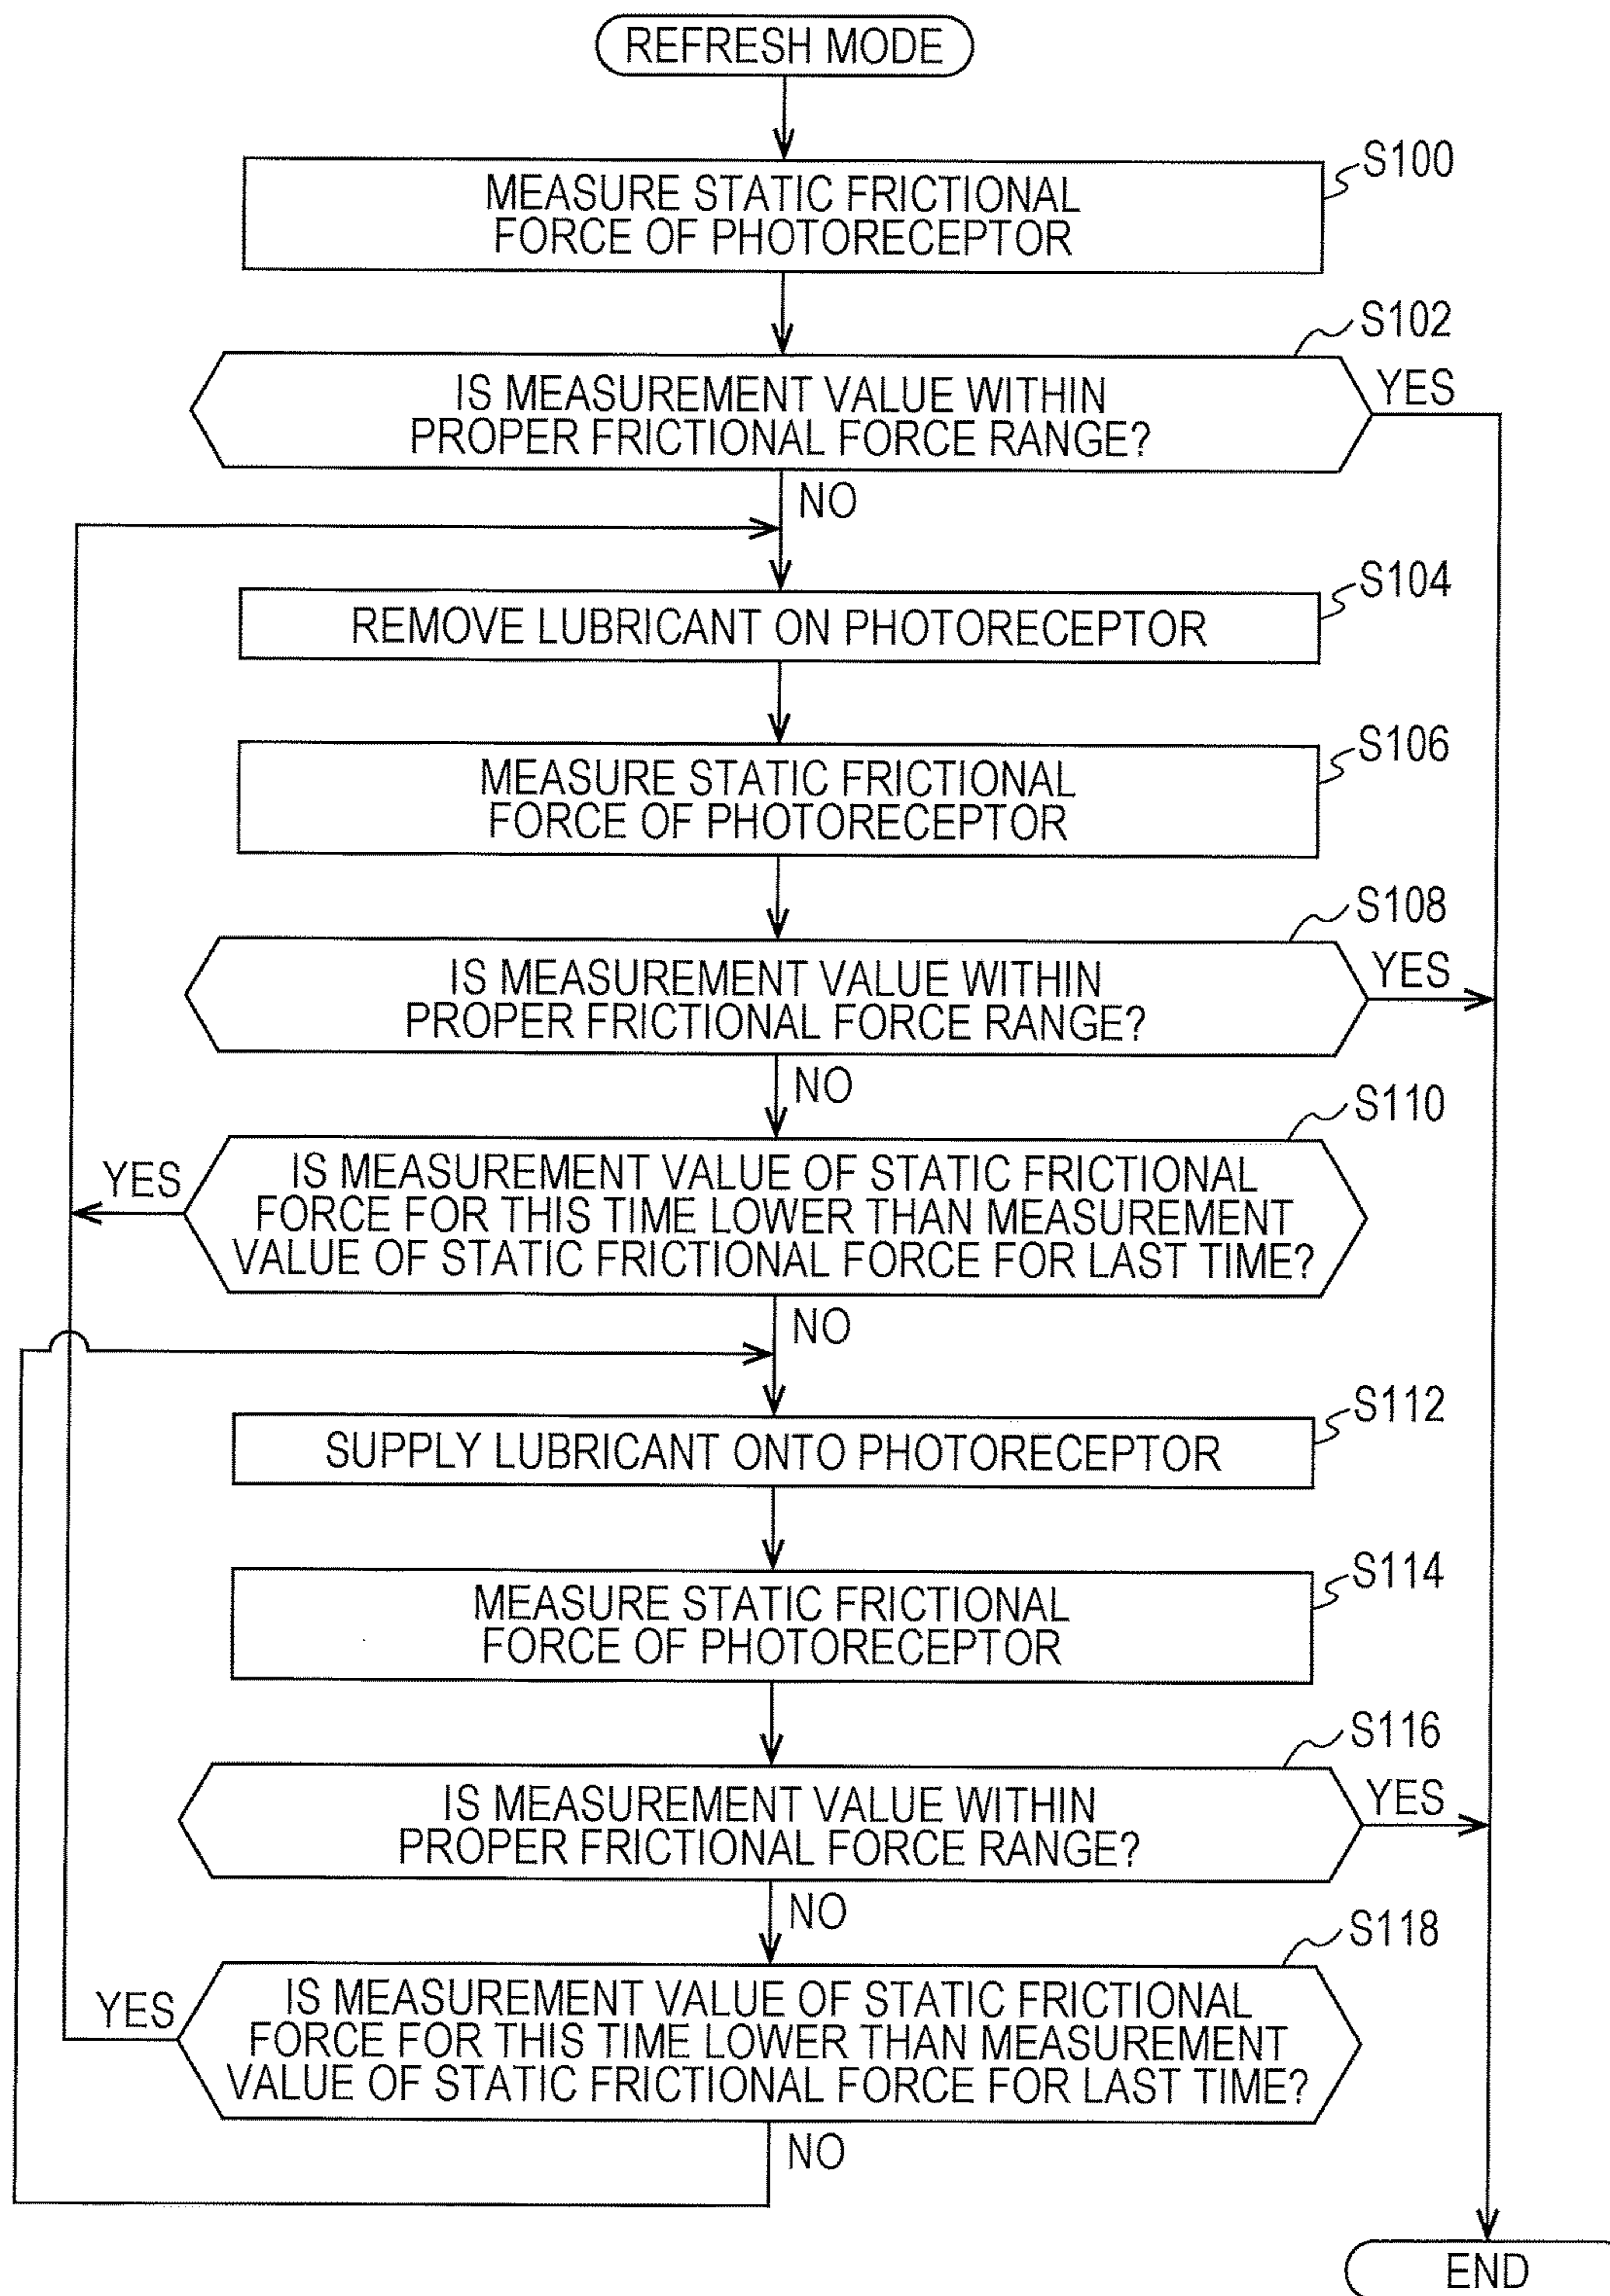 REFRESH MODE
S100
MEASURE STATIC FRICTIONAL
FORCE OF PHOTORECEPTOR
S102
IS MEASUREMENT VALUE WITHIN
PROPER FRICTIONAL FORCE RANGE?
YES
NO
S104
REMOVE LUBRICANT ON PHOTORECEPTOR
S106
MEASURE STATIC FRICTIONAL
FORCE OF PHOTORECEPTOR
S108
IS MEASUREMENT VALUE WITHIN
PROPER FRICTIONAL FORCE RANGE?
YES
NO
S110
YES
IS MEASUREMENT VALUE OF STATIC FRICTIONAL
FORCE FOR THIS TIME LOWER THAN MEASUREMENT
VALUE OF STATIC FRICTIONAL FORCE FOR LAST TIME?
NO
S112
SUPPLY LUBRICANT ONTO PHOTORECEPTOR
S114
MEASURE STATIC FRICTIONAL
FORCE OF PHOTORECEPTOR
S116
IS MEASUREMENT VALUE WITHIN
PROPER FRICTIONAL FORCE RANGE?
YES
NO
S118
YES
IS MEASUREMENT VALUE OF STATIC FRICTIONAL
FORCE FOR THIS TIME LOWER THAN MEASUREMENT
VALUE OF STATIC FRICTIONAL FORCE FOR LAST TIME?
NO
END